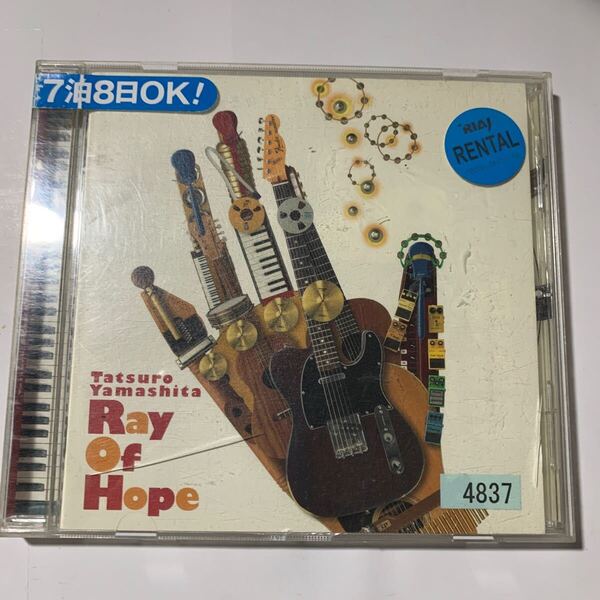 7泊8日OK!
RIAJ
RENTAL
Tatsuro
Yamashita
Ray
Of
Hope
4837